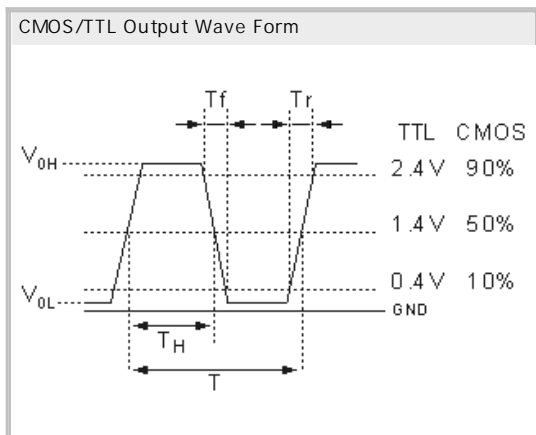 CMOS/TTL Output Wave Form
Tf Tr
TTL CMOS
V0H
2.4V 90%
1.4V 50%
0.4V 10%
V0L
GND
TH
T